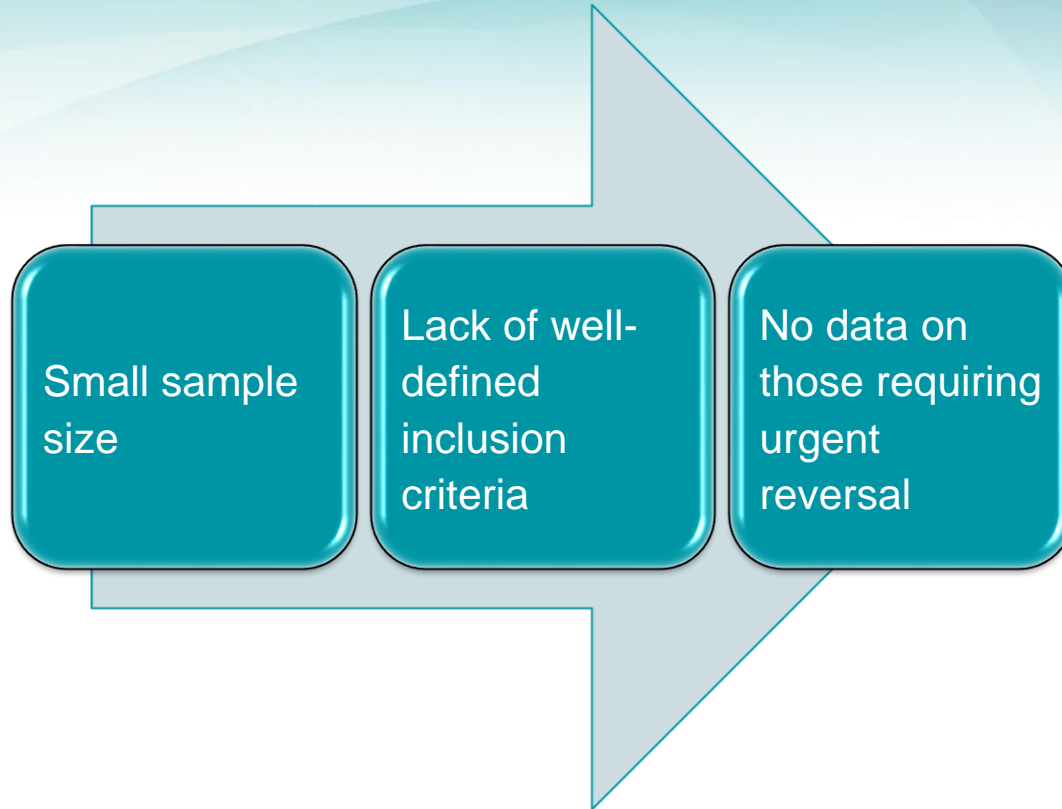 Small sample
size
Lack of well-
defined
inclusion
criteria
No data on
those requiring
urgent
reversal